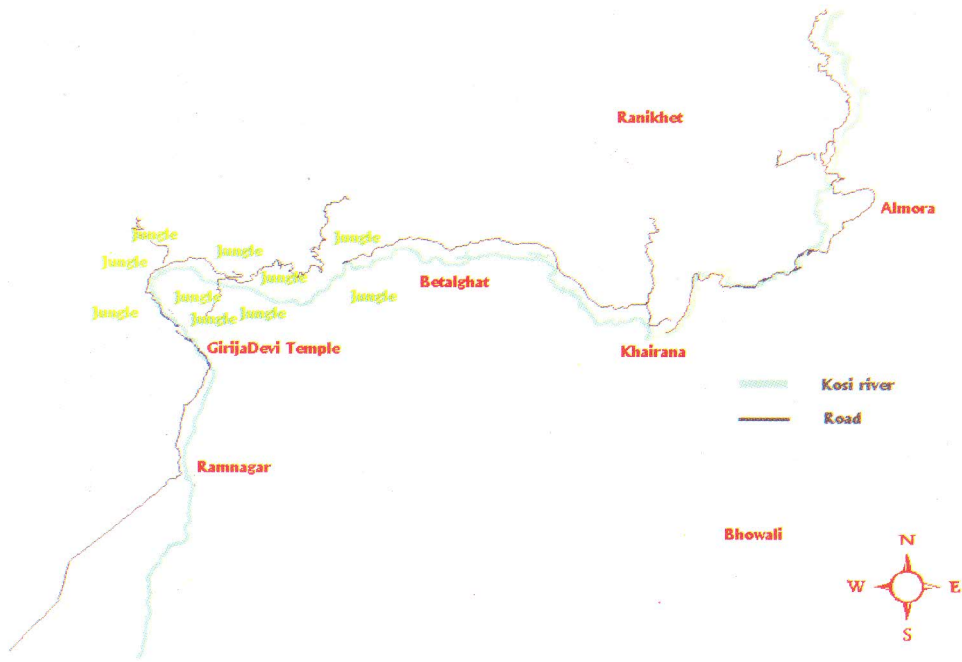 Ranikhet
Almora
Jungle
Jungle
Jungle
Jungle
Jungle
Jungle
Betalghat
Jungle
Jungle
Jungle
Jungle
Jungle
GirijaDevi Temple
Khairana
Kosi river
Road
Ramnagar
Bhowali
N
W
E
S